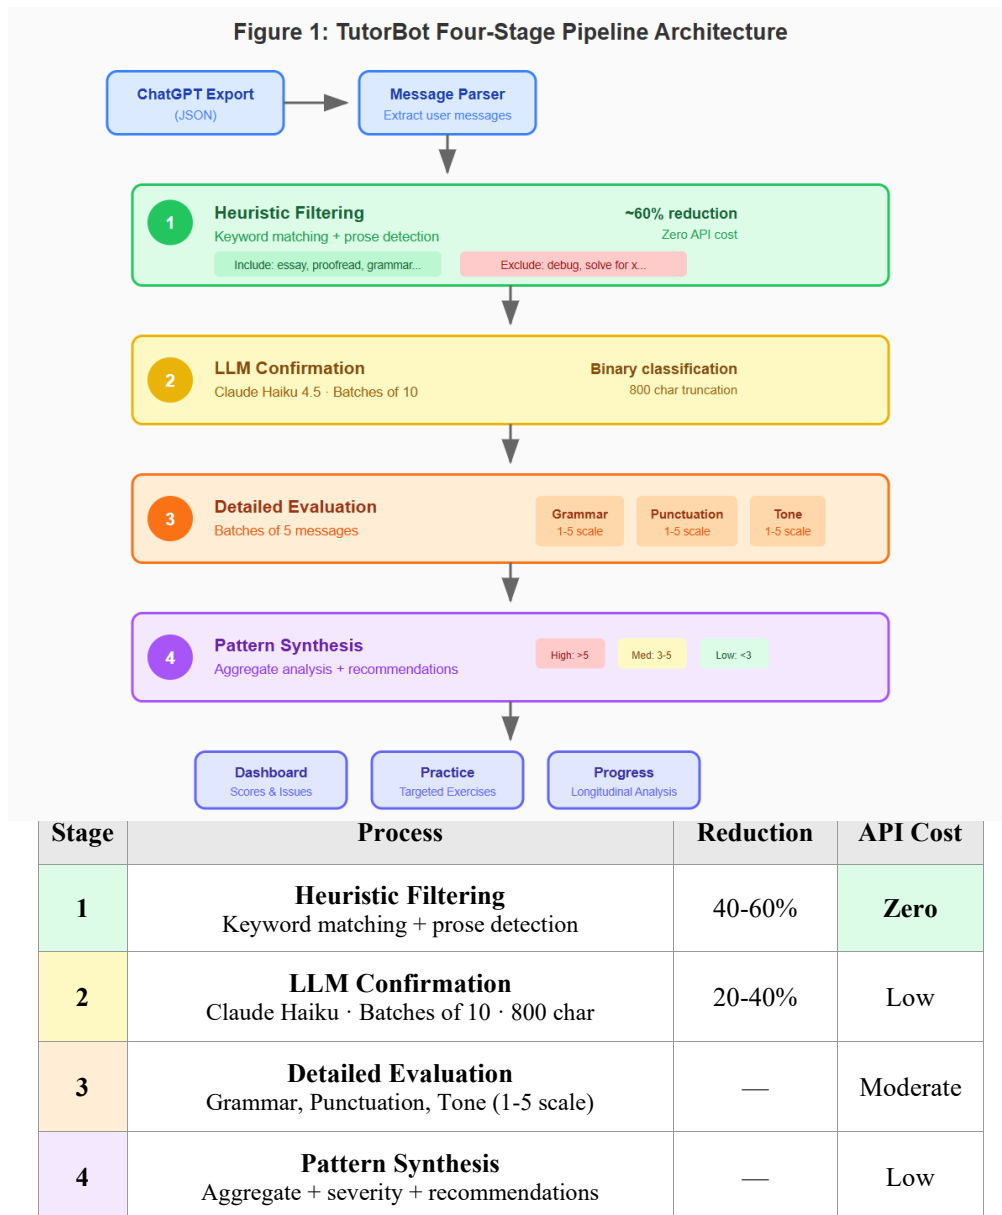 Figure 1: TutorBot Four-Stage Pipeline Architecture
ChatGPT Export
(JSON)
Message Parser
Extract user messages
1
Heuristic Filtering
Keyword matching + prose detection
~60% reduction
Zero API cost
Include: essay, proofread, grammar...
Exclude: debug, solve for x...
2
LLM Confirmation
Claude Haiku 4.5 · Batches of 10
Binary classification
800 char truncation
3
Detailed Evaluation
Batches of 5 messages
Grammar
1-5 scale
Punctuation
1-5 scale
Tone
1-5 scale
4
Pattern Synthesis
Aggregate analysis + recommendations
High: >5
Med: 3-5
Low: <3
Dashboard
Scores & Issues
Practice
Targeted Exercises
Progress
Longitudinal Analysis
Stage Process Reduction API Cost
1
Heuristic Filtering
Keyword matching + prose detection
40-60%
Zero
2
LLM Confirmation
Claude Haiku · Batches of 10 · 800 char
20-40%
Low
3
Detailed Evaluation
Grammar, Punctuation, Tone (1-5 scale)
—
Moderate
4
Pattern Synthesis
Aggregate + severity + recommendations
—
Low